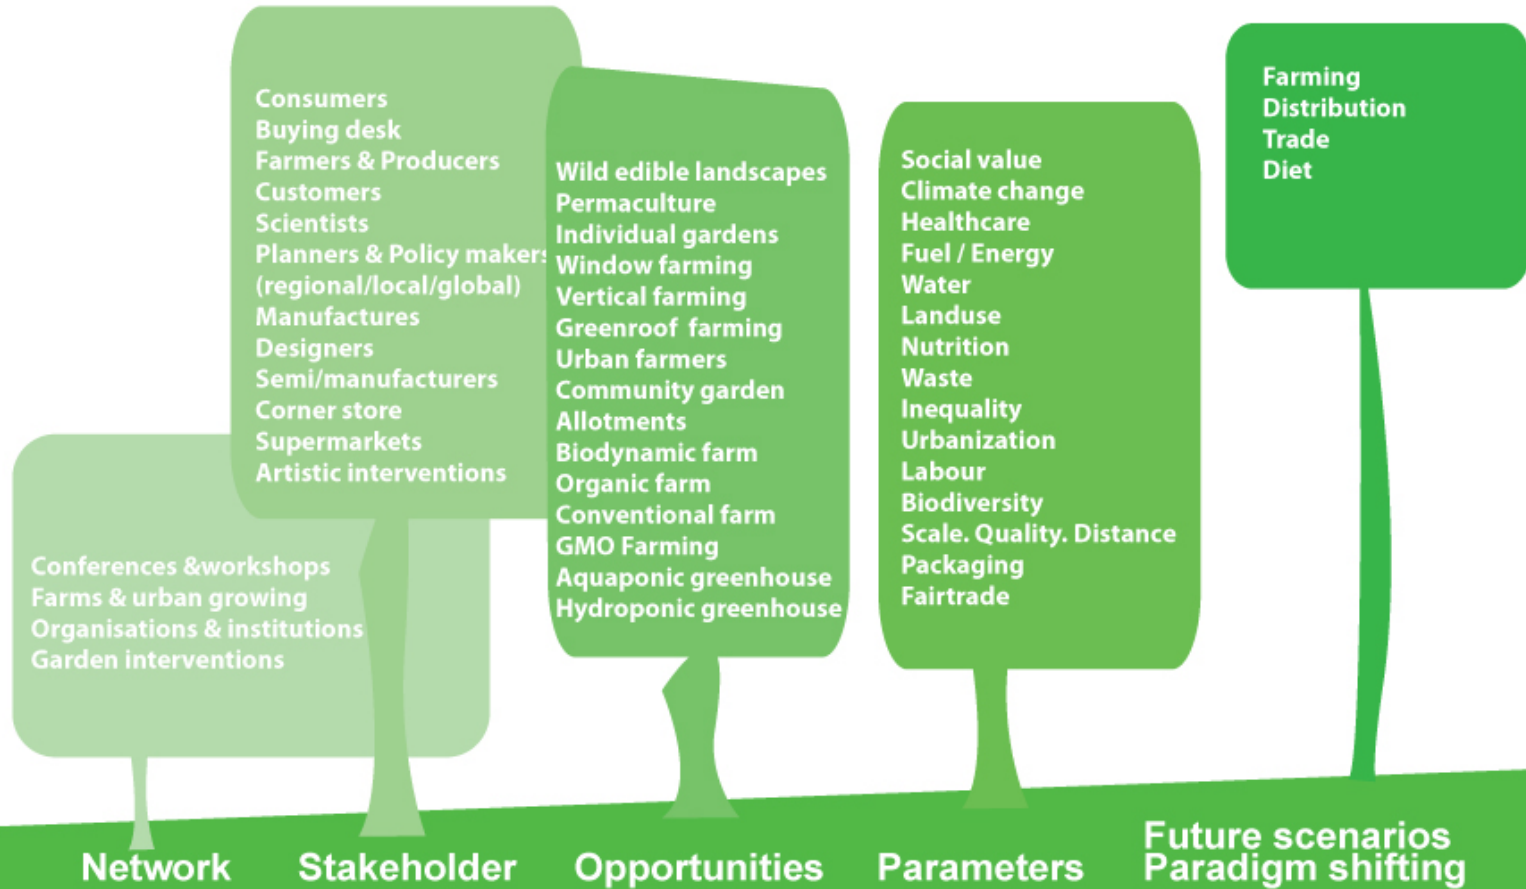 Consumers
Buying desk
Farmers & Producers
Customers
Scientists
Planners & Policy makers
(regional/local/global)
Manufactures
Designers
Semi/manufacturers
Corner store
Supermarkets
Artistic interventions
Conferences &workshops
Farms & urban growing
Organisations & institutions
Garden interventions
Wild edible landscapes
Permaculture
Individual gardens
Window farming
Vertical farming
Greenroof farming
Urban farmers
Community garden
Allotments
Biodynamic farm
Organic farm
Conventional farm
GMO Farming
Aquaponic greenhouse
Hydroponic greenhouse
Social value
Climate change
Healthcare
Fuel / Energy
Water
Landuse
Nutrition
Waste
Inequality
Urbanization
Labour
Biodiversity
Scale. Quality. Distance
Packaging
Fairtrade
Farming
Distribution
Trade
Diet
Network
Stakeholder
Opportunities
Parameters
Future scenarios
Paradigm shifting